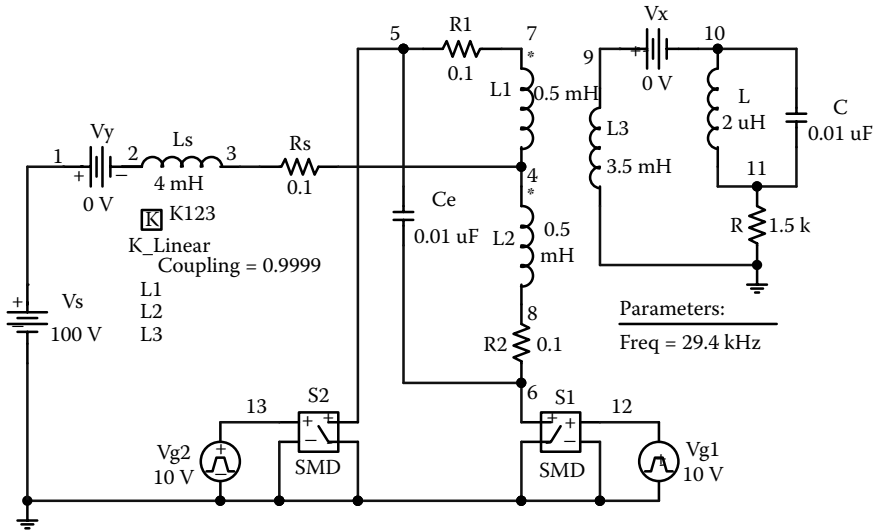 Vx
5
R1
7
9
10
*
+
0.1
L1
0.5 mH
0 V
L
C
2 uH
0.01 uF
Vy
Ls
Rs
L3
1
2
3
3.5 mH
11
+
−
4
4 mH
0.1
*
0 V
Ce
R
1.5 k
K
K123
0.01 uF
L2
0.5
mH
K_Linear
Coupling = 0.9999
L1
L2
L3
+
Vs
−
100 V
8
R2
0.1
Parameters:
Freq = 29.4 kHz
6
13
S2
S1
12
+
+
−
+
+
−
Vg2
10 V
+
−
SMD
SMD
Vg1
10 V